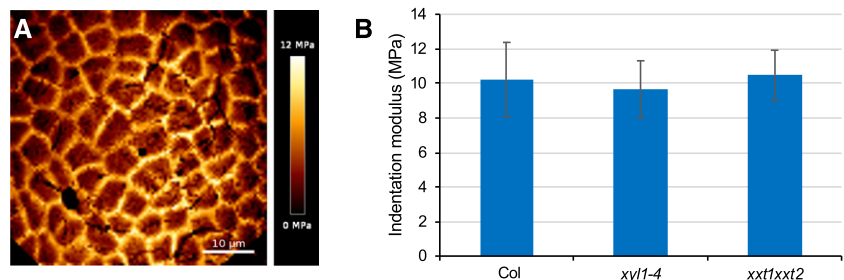 A
12 MPa
0 MPa
10 µm
B
Indentation modulus (MPa)
14
12
10
8
6
4
2
0
Col
xyl1-4
xxt1xxt2